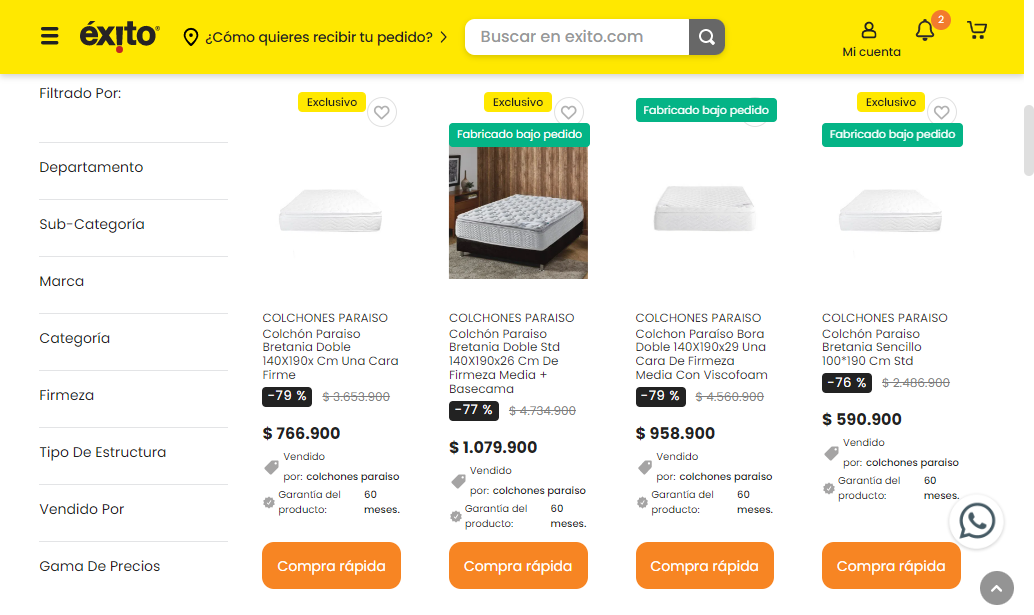 éxito
¿Cómo quieres recibir tu pedido?
Buscar en exito.com
Mi cuenta
2
Filtrado Por:
Departamento
Sub-Categoría
Marca
Categoría
Firmeza
Tipo De Estructura
Vendido Por
Gama De Precios
Exclusivo
COLCHONES PARAISO
Colchón Paraiso
Bretania Doble
140X190x Cm Una Cara
Firme
-79 % $ 3.653.900
$ 766.900
Vendido
por: colchones paraiso
Garantía del 60
producto: meses.
Compra rápida
Exclusivo
Fabricado bajo pedido
COLCHONES PARAISO
Colchón Paraiso
Bretania Doble Std
140X190x26 Cm De
Firmeza Media +
Basecama
-77 % $ 4.734.900
$ 1.079.900
Vendido
por: colchones paraiso
Garantía del 60
producto: meses.
Compra rápida
Fabricado bajo pedido
COLCHONES PARAISO
Colchon Paraíso Bora
Doble 140X190x29 Una
Cara De Firmeza
Media Con Viscofoam
-79 % $ 4.560.900
$ 958.900
Vendido
por: colchones paraiso
Garantía del 60
producto: meses.
Compra rápida
Exclusivo
Fabricado bajo pedido
COLCHONES PARAISO
Colchón Paraiso
Bretania Sencillo
100*190 Cm Std
-76 % $ 2.486.900
$ 590.900
Vendido
por: colchones paraiso
Garantía del 60
producto: meses.
Compra rápida